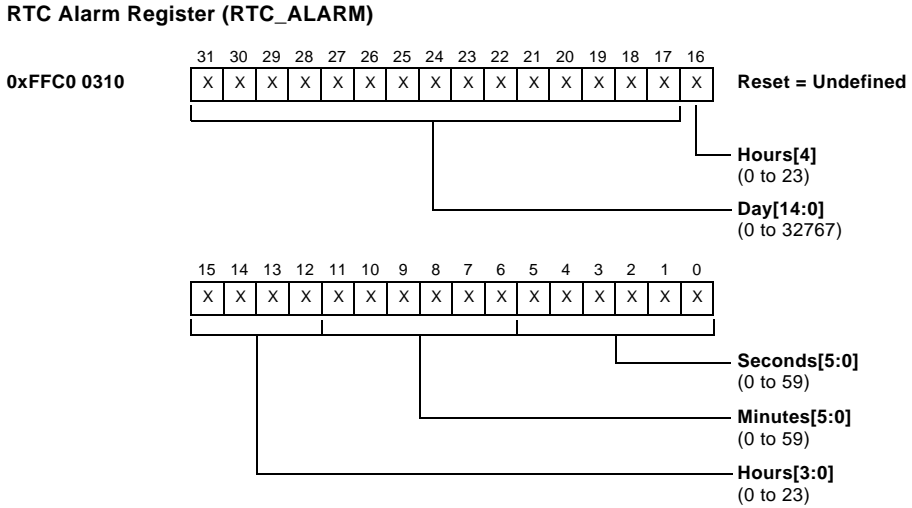 RTC Alarm Register (RTC_ALARM)
31 30 29 28 27 26 25 24 23 22 21 20 19 18 17 16
0xFFC0 0310 X X X X X X X X X X X X X X X X Reset = Undefined
Hours[4]
(0 to 23)
Day[14:0]
(0 to 32767)
15 14 13 12 11 10 9 8 7 6 5 4 3 2 1 0
X X X X X X X X X X X X X X X X
Seconds[5:0]
(0 to 59)
Minutes[5:0]
(0 to 59)
Hours[3:0]
(0 to 23)